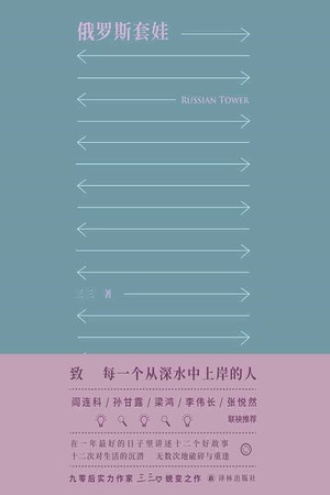 俄罗斯套娃
RUSSIAN TOWER
三三 著
致 每一个从深水中上岸的人
阎连科 / 孙甘露 / 梁鸿 / 李伟长 / 张悦然
联袂推荐
在一年最好的日子里讲述十二个好故事
十二次对生活的沉潜 无数次地破碎与重逢
九零后实力作家 三三 蜕变之作
译林出版社